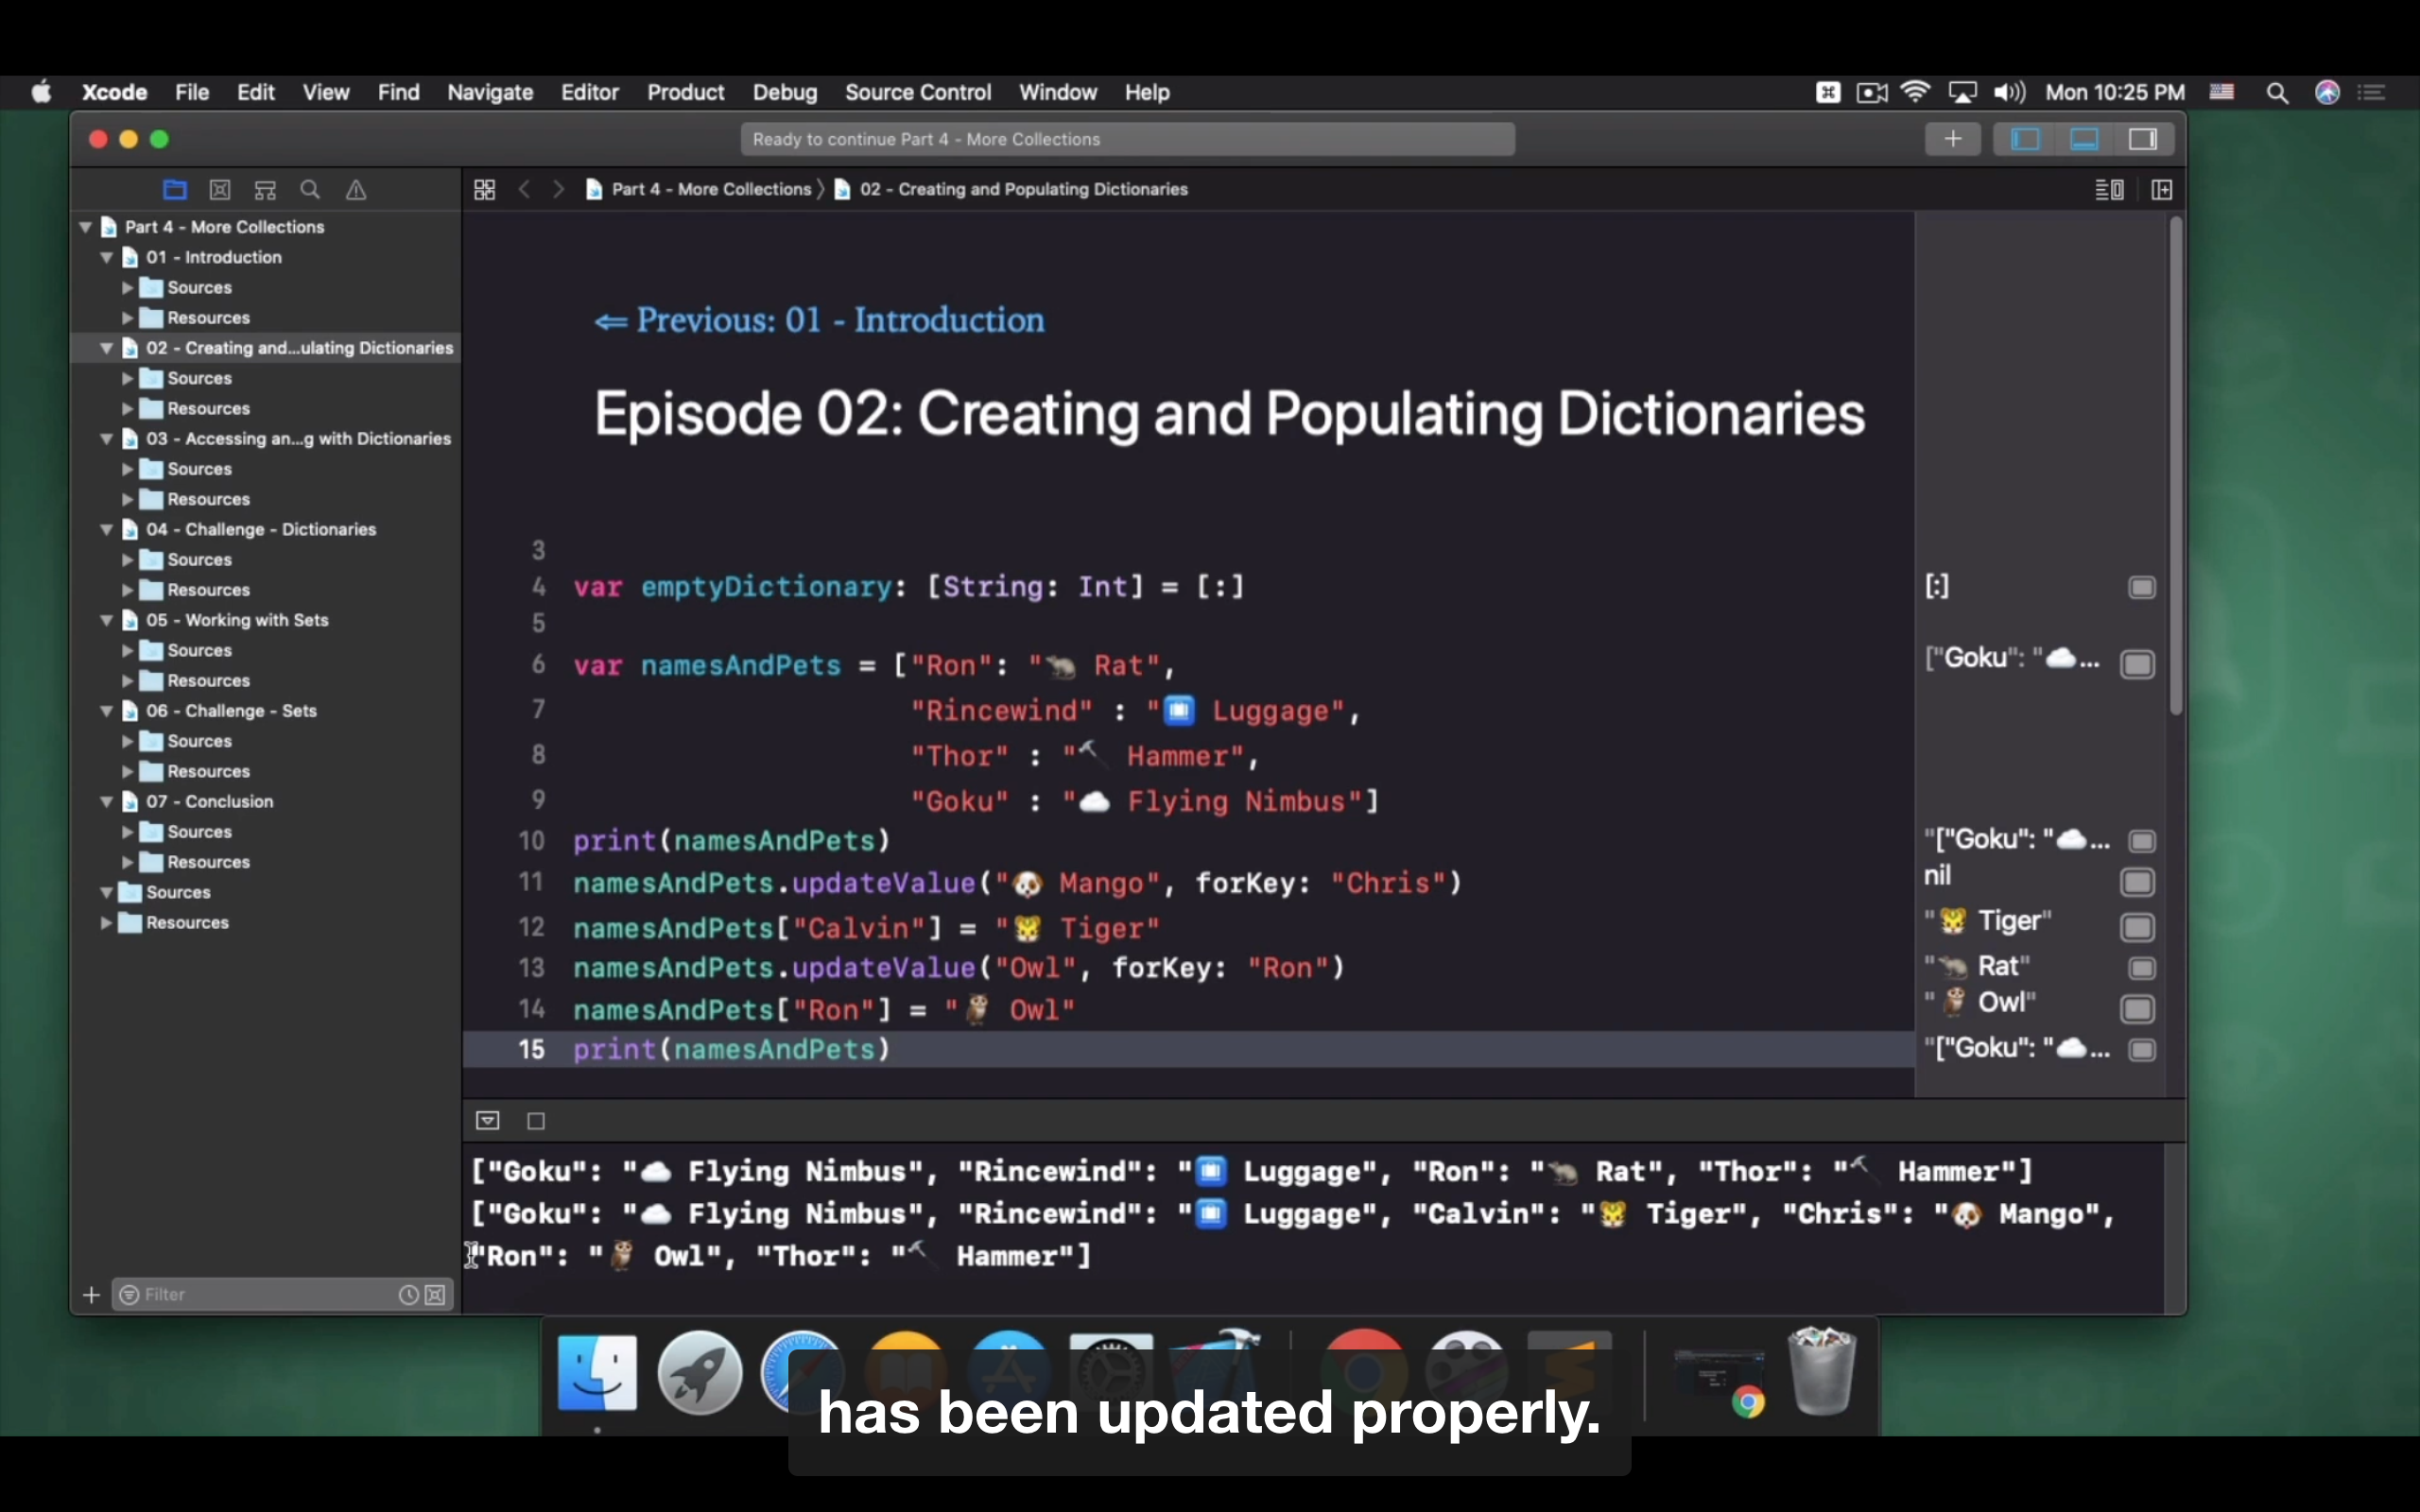 Xcode File Edit View Find Navigate Editor Product Debug Source Control Window Help Mon 10:25 PM
Ready to continue Part 4 - More Collections
Part 4 - More Collections 02 - Creating and Populating Dictionaries
Part 4 - More Collections
01 - Introduction
Sources
Resources
02 - Creating and...ulating Dictionaries
Sources
Resources
03 - Accessing an...g with Dictionaries
Sources
Resources
04 - Challenge - Dictionaries
Sources
Resources
05 - Working with Sets
Sources
Resources
06 - Challenge - Sets
Sources
Resources
07 - Conclusion
Sources
Resources
Sources
Resources
Filter
⇐ Previous: 01 - Introduction
Episode 02: Creating and Populating Dictionaries
3
4 var emptyDictionary: [String: Int] = [:]
5
6 var namesAndPets = ["Ron": "🐀 Rat",
7 "Rincewind" : "🛄 Luggage",
8 "Thor" : "🔨 Hammer",
9 "Goku" : "☁️ Flying Nimbus"]
10 print(namesAndPets)
11 namesAndPets.updateValue("🐶 Mango", forKey: "Chris")
12 namesAndPets["Calvin"] = "🐯 Tiger"
13 namesAndPets.updateValue("Owl", forKey: "Ron")
14 namesAndPets["Ron"] = "🦉 Owl"
15 print(namesAndPets)
[:]
["Goku": "☁️...
"["Goku": "☁️...
nil
"🐯 Tiger"
"🐀 Rat"
"🦉 Owl"
"["Goku": "☁️...
["Goku": "☁️ Flying Nimbus", "Rincewind": "🛄 Luggage", "Ron": "🐀 Rat", "Thor": "🔨 Hammer"]
["Goku": "☁️ Flying Nimbus", "Rincewind": "🛄 Luggage", "Calvin": "🐯 Tiger", "Chris": "🐶 Mango",
"Ron": "🦉 Owl", "Thor": "🔨 Hammer"]
has been updated properly.